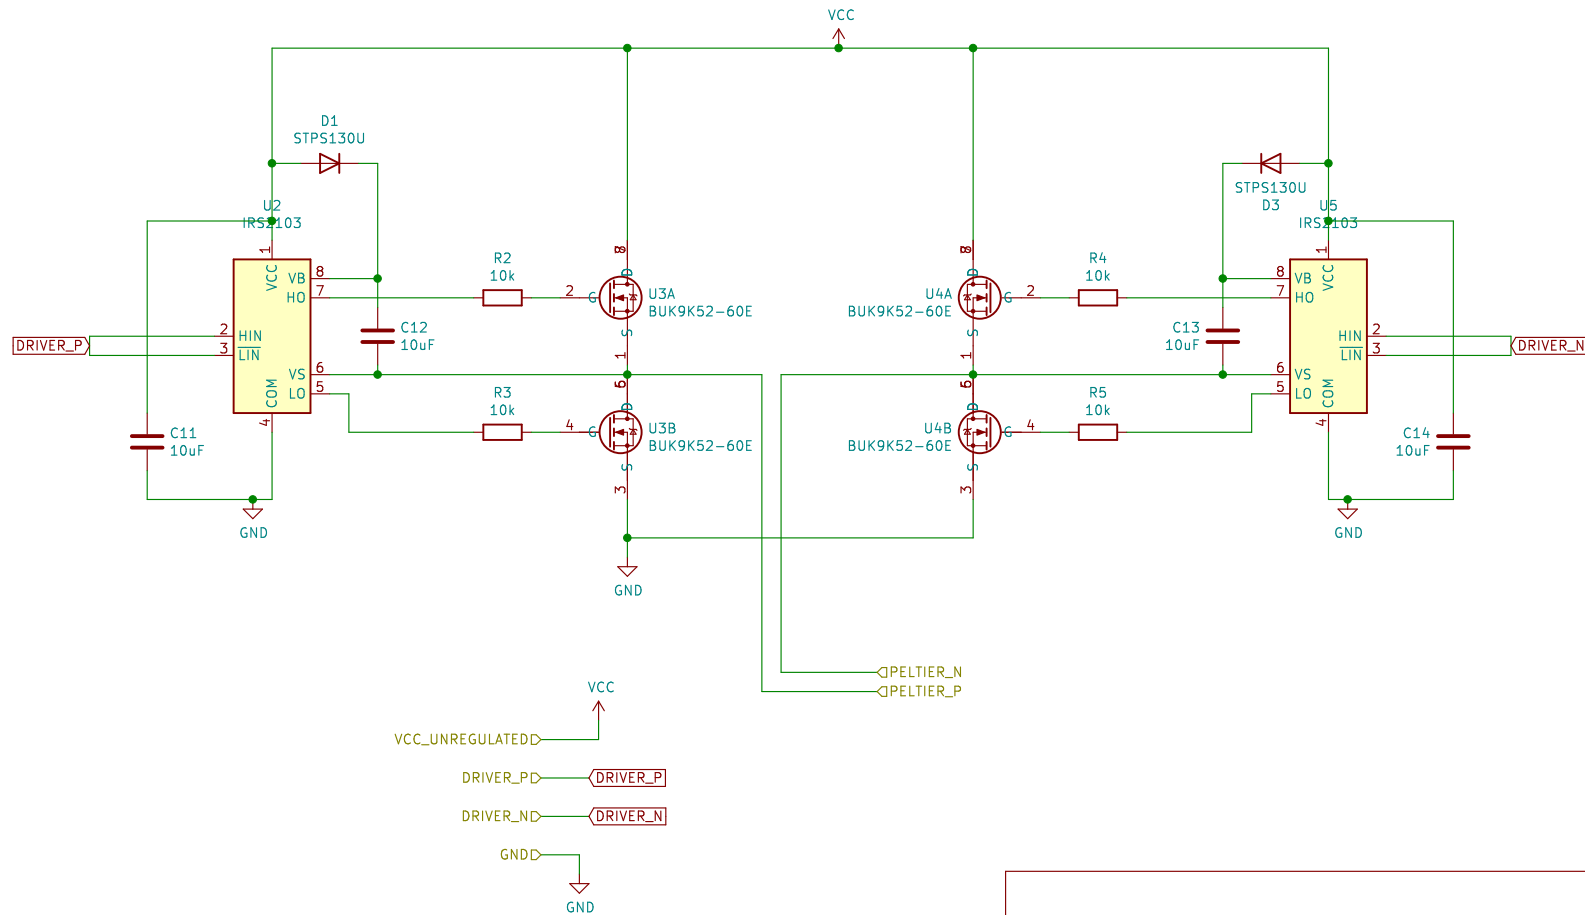 VCC
D1
STPS130U
STPS130U
D3
U2
IRS2103
U5
IRS2103
1
VCC
8 VB
7 HO
2 HIN
3 LIN
6 VS
5 LO
COM
4
DRIVER_P
C11
10uF
GND
C12
10uF
R2
10k
R3
10k
2 G
D
S
1
U3A
BUK9K52-60E
4 G
D
S
3
U3B
BUK9K52-60E
GND
D
G 2
S
1
U4A
BUK9K52-60E
D
G 4
S
3
U4B
BUK9K52-60E
R4
10k
R5
10k
C13
10uF
1
VCC
8 VB
7 HO
HIN 2
LIN 3
6 VS
5 LO
COM
4
DRIVER_N
C14
10uF
GND
PELTIER_N
PELTIER_P
VCC
VCC_UNREGULATED
DRIVER_P DRIVER_P
DRIVER_N DRIVER_N
GND
GND